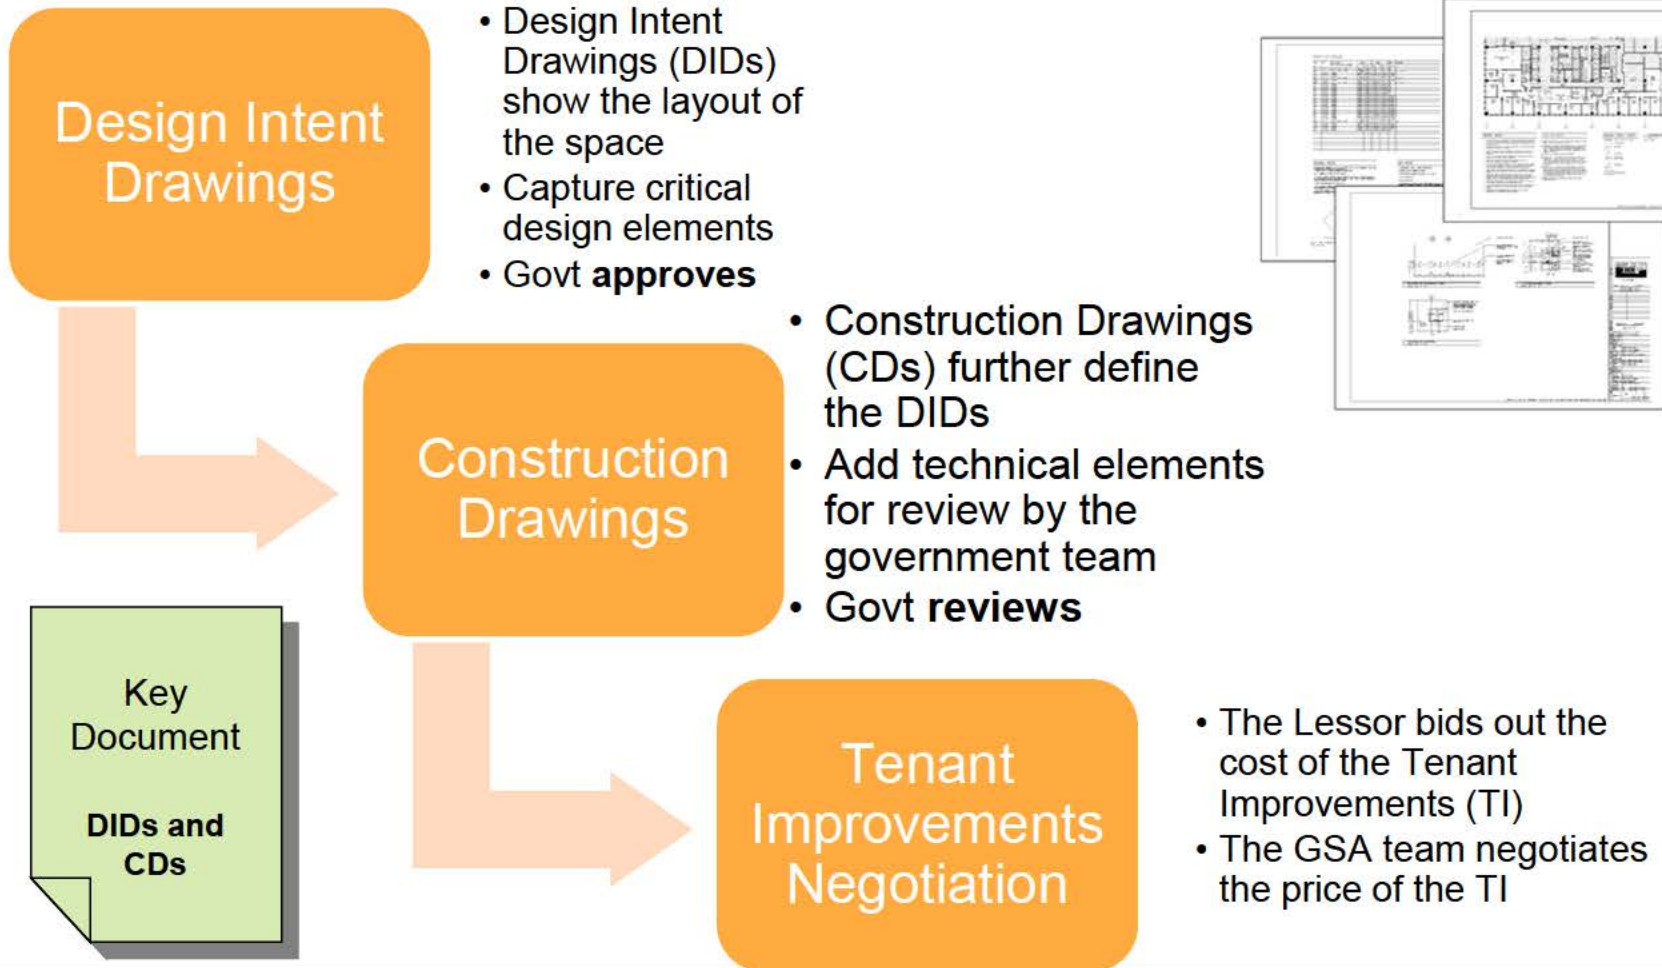 Design Intent
Drawings
• Design Intent
Drawings (DIDs)
show the layout of
the space
• Capture critical
design elements
• Govt approves
Construction
Drawings
• Construction Drawings
(CDs) further define
the DIDs
• Add technical elements
for review by the
government team
• Govt reviews
Key
Document
DIDs and
CDs
Tenant
Improvements
Negotiation
• The Lessor bids out the
cost of the Tenant
Improvements (TI)
• The GSA team negotiates
the price of the TI